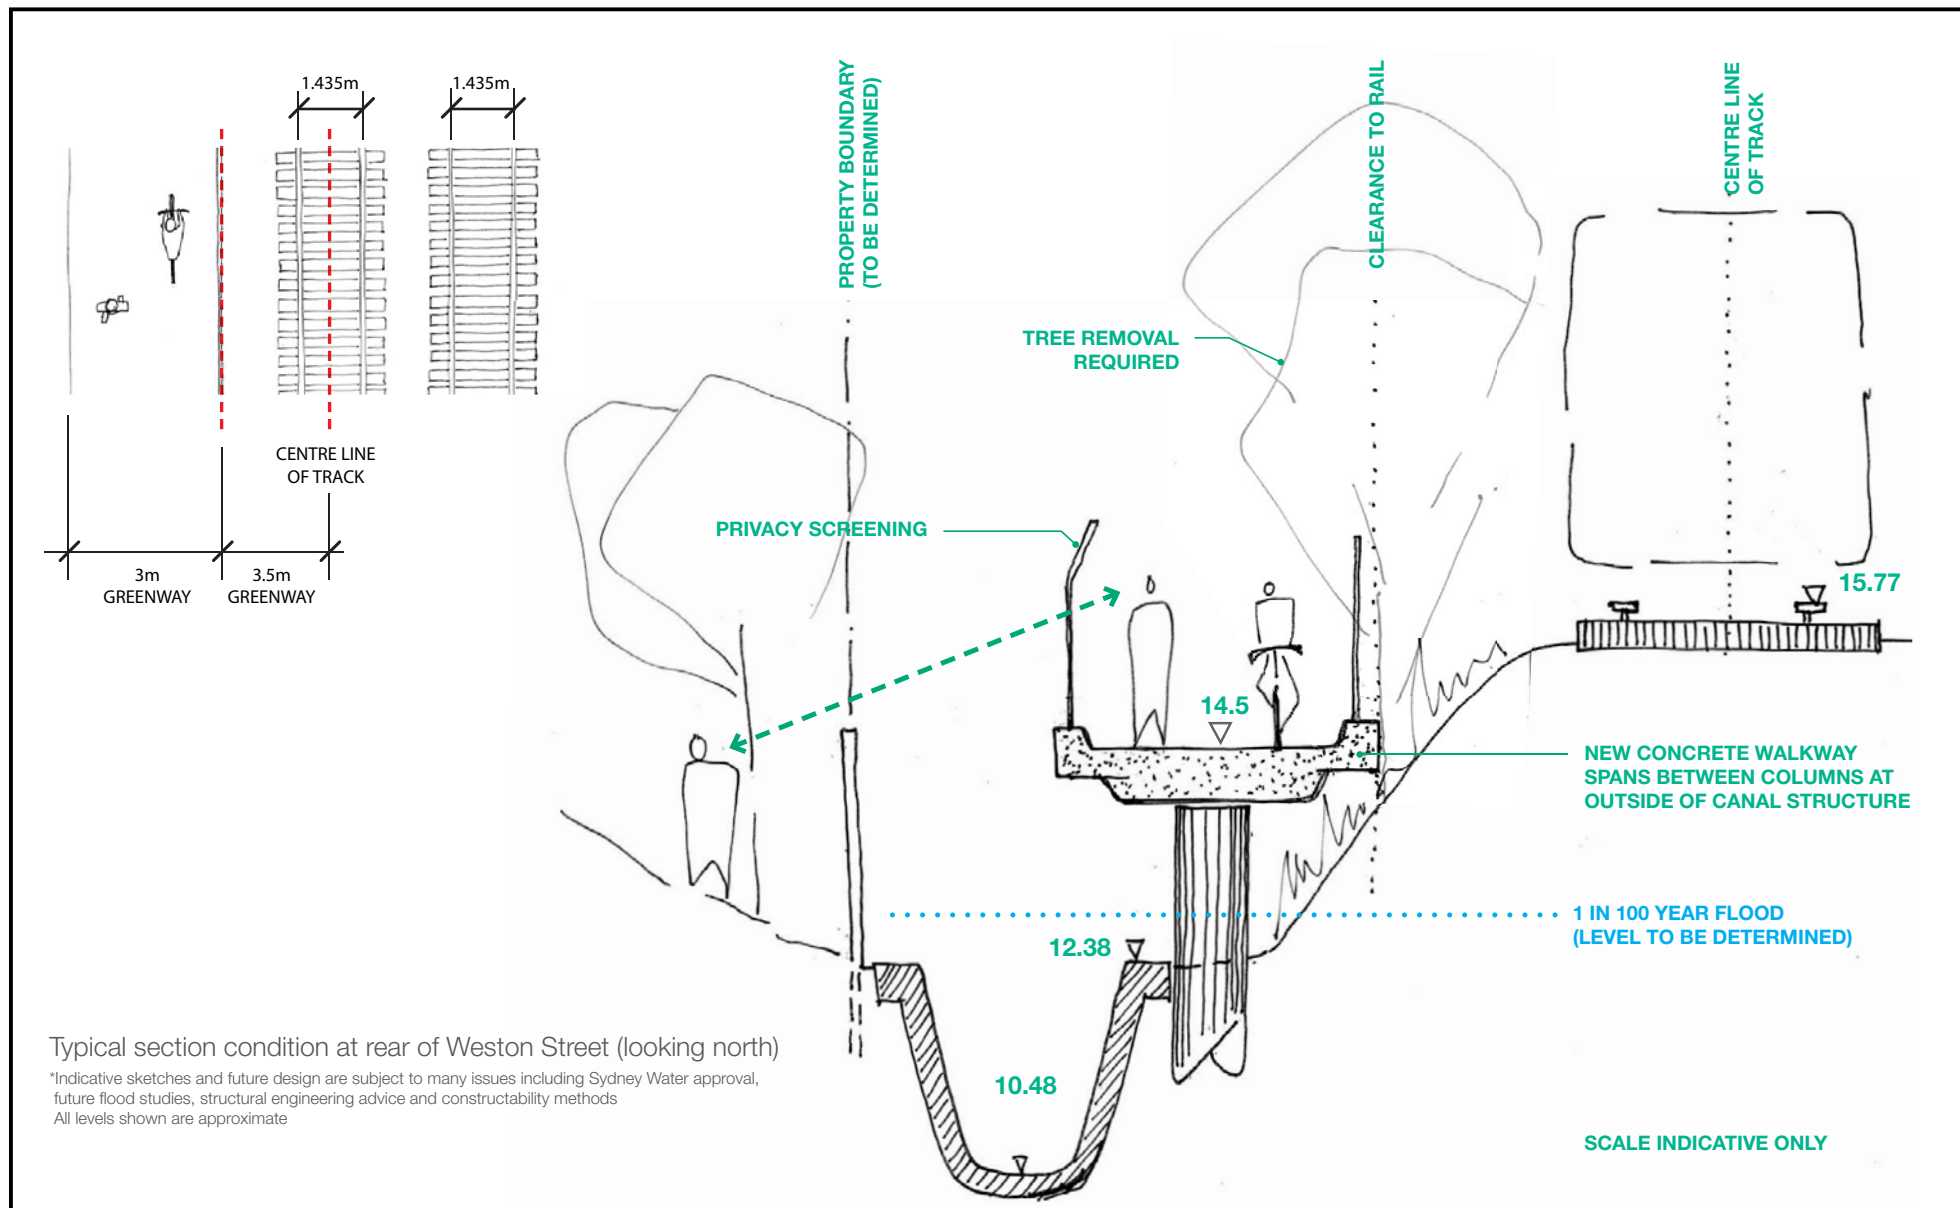 1.435m
1.435m
CENTRE LINE
OF TRACK
3m
GREENWAY
3.5m
GREENWAY
PROPERTY BOUNDARY
(TO BE DETERMINED)
CLEARANCE TO RAIL
CENTRE LINE
OF TRACK
TREE REMOVAL
REQUIRED
PRIVACY SCREENING
15.77
14.5
NEW CONCRETE WALKWAY
SPANS BETWEEN COLUMNS AT
OUTSIDE OF CANAL STRUCTURE
1 IN 100 YEAR FLOOD
(LEVEL TO BE DETERMINED)
12.38
10.48
Typical section condition at rear of Weston Street (looking north)
*Indicative sketches and future design are subject to many issues including Sydney Water approval,
future flood studies, structural engineering advice and constructability methods
All levels shown are approximate
SCALE INDICATIVE ONLY